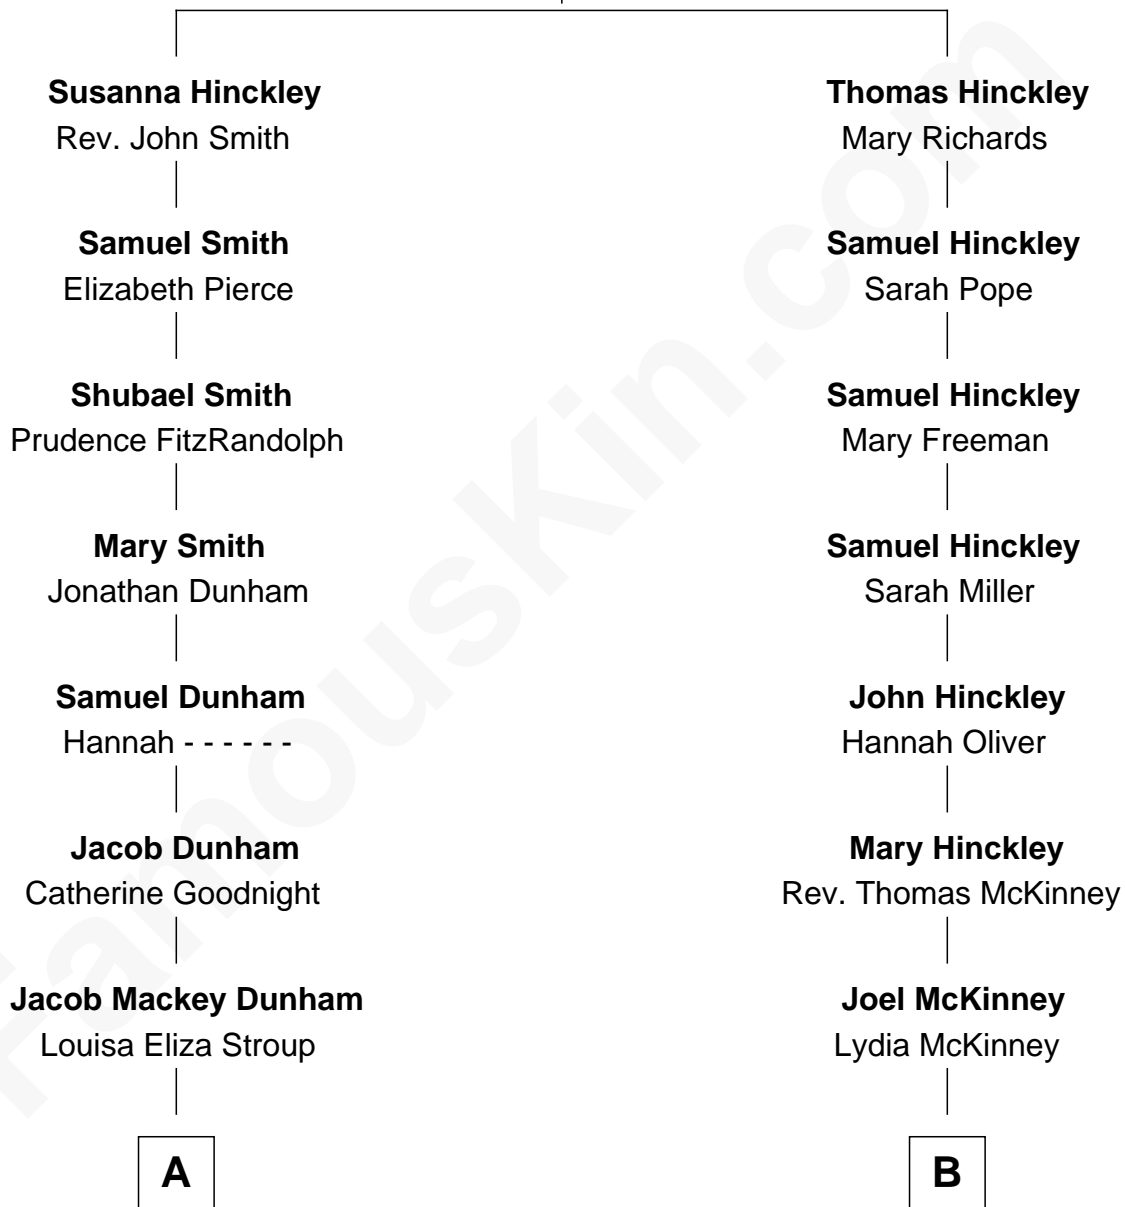 Susanna Hinckley
Rev. John Smith
Samuel Smith
Elizabeth Pierce
Shubael Smith
Prudence FitzRandolph
Mary Smith
Jonathan Dunham
Samuel Dunham
Hannah - - - - - -
Jacob Dunham
Catherine Goodnight
Jacob Mackey Dunham
Louisa Eliza Stroup
A
Thomas Hinckley
Mary Richards
Samuel Hinckley
Sarah Pope
Samuel Hinckley
Mary Freeman
Samuel Hinckley
Sarah Miller
John Hinckley
Hannah Oliver
Mary Hinckley
Rev. Thomas McKinney
Joel McKinney
Lydia McKinney
B
FamousKin.com